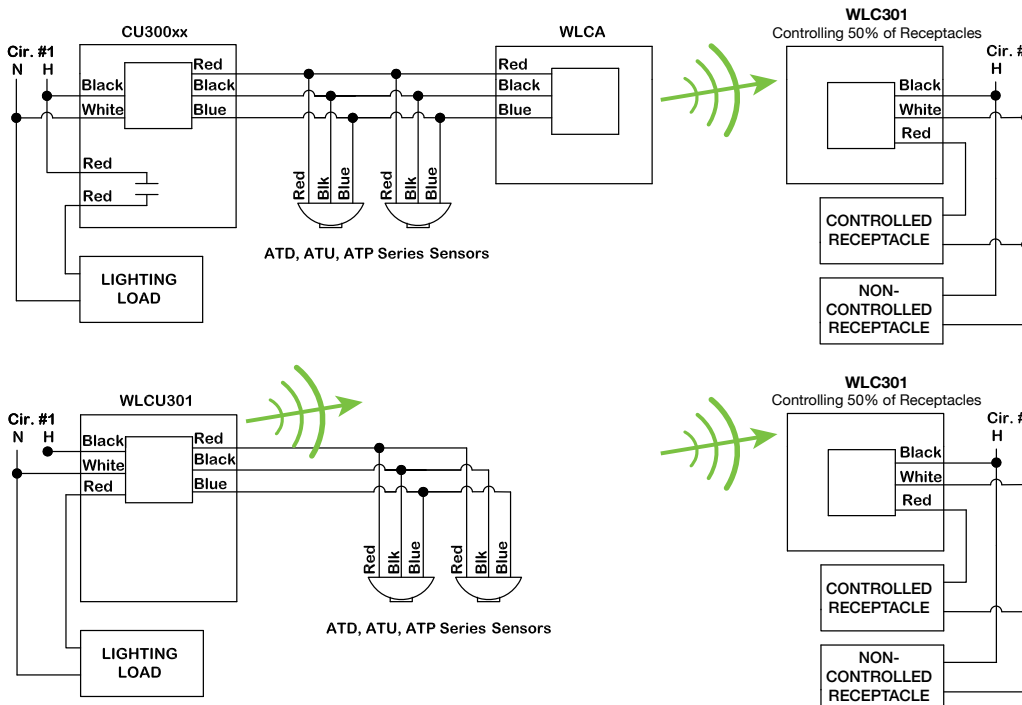 CU300xx
Cir. #1
N H
Black
White
Red
Red
Red
Black
Blue
Red Blk Blue
Red Blk Blue
ATD, ATU, ATP Series Sensors
LIGHTING
LOAD
WLCA
Red
Black
Blue
WLC301
Controlling 50% of Receptacles
Cir. #
H
Black
White
Red
CONTROLLED
RECEPTACLE
NON-
CONTROLLED
RECEPTACLE
WLCU301
Cir. #1
N H
Black
White
Red
Red
Black
Blue
Red Blk Blue
Red Blk Blue
ATD, ATU, ATP Series Sensors
LIGHTING
LOAD
WLC301
Controlling 50% of Receptacles
Cir. #
H
Black
White
Red
CONTROLLED
RECEPTACLE
NON-
CONTROLLED
RECEPTACLE